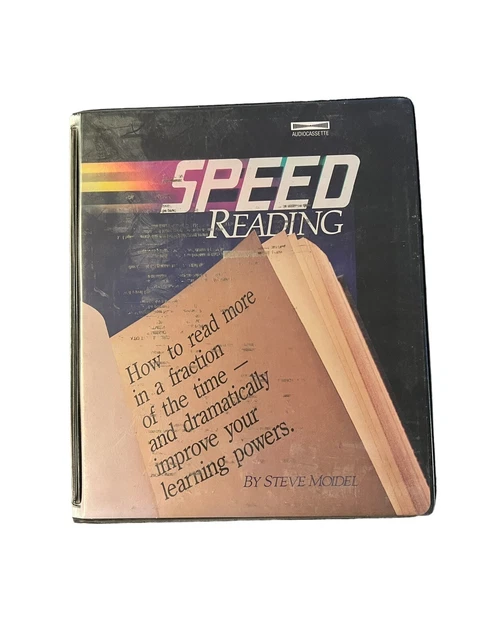 AUDIOCASSETTE
SPEED
READING
How to read more
in a fraction
of the time —
and dramatically
improve your
learning powers.
BY STEVE MOIDEL